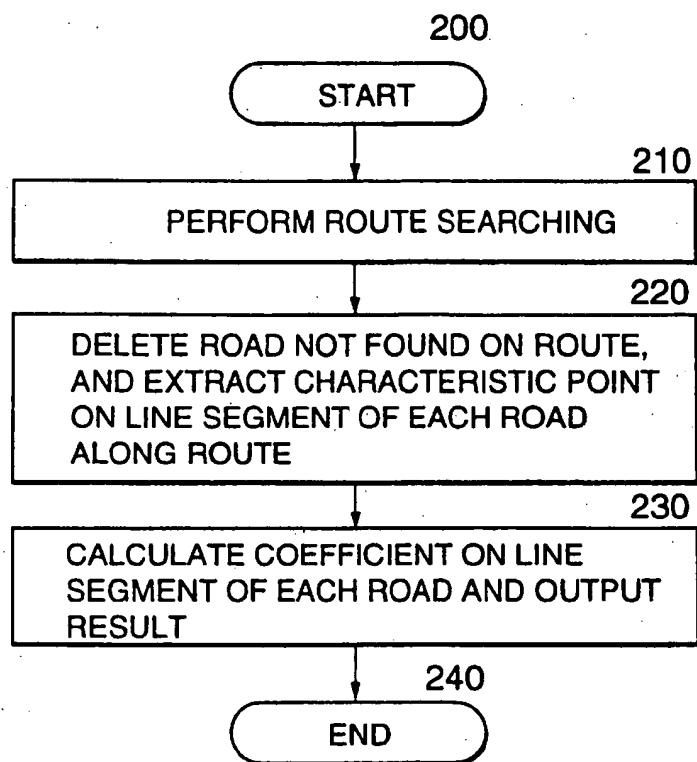 200
START
210
PERFORM ROUTE SEARCHING
220
DELETE ROAD NOT FOUND ON ROUTE,
AND EXTRACT CHARACTERISTIC POINT
ON LINE SEGMENT OF EACH ROAD
ALONG ROUTE
230
CALCULATE COEFFICIENT ON LINE
SEGMENT OF EACH ROAD AND OUTPUT
RESULT
240
END